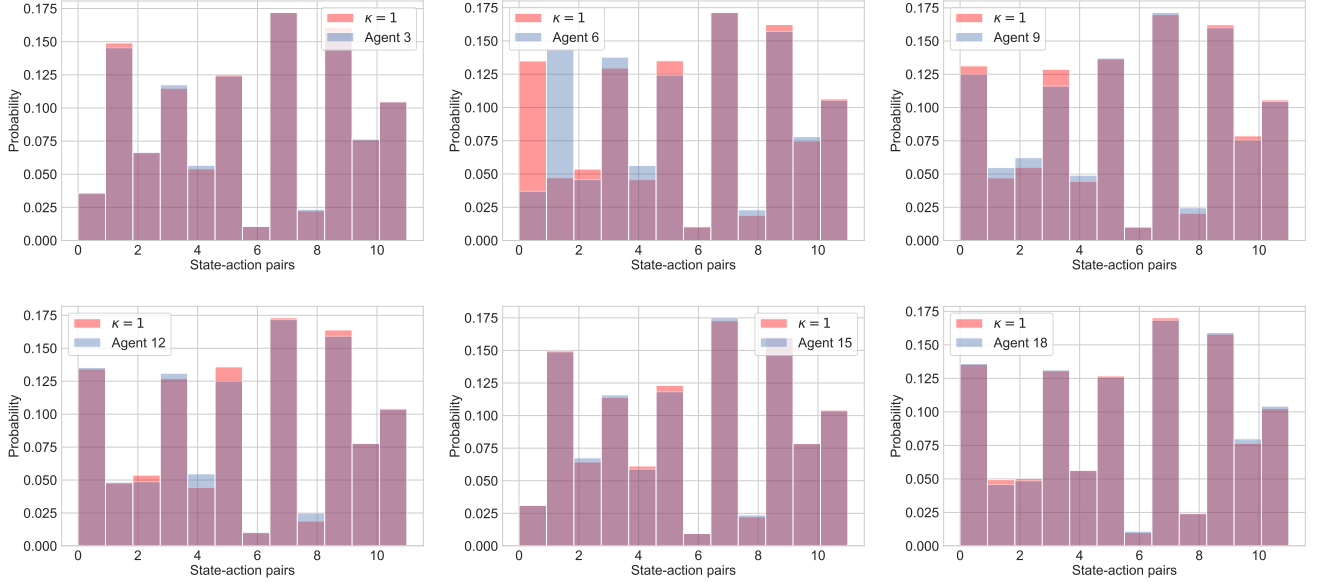 0.175
0.150
0.125
0.100
0.075
0.050
0.025
0.000
Probability
0 2 4 6 8 10
State-action pairs
κ = 1
Agent 3
0.175
0.150
0.125
0.100
0.075
0.050
0.025
0.000
Probability
0 2 4 6 8 10
State-action pairs
κ = 1
Agent 6
0.175
0.150
0.125
0.100
0.075
0.050
0.025
0.000
Probability
0 2 4 6 8 10
State-action pairs
κ = 1
Agent 9
0.175
0.150
0.125
0.100
0.075
0.050
0.025
0.000
Probability
0 2 4 6 8 10
State-action pairs
κ = 1
Agent 12
0.175
0.150
0.125
0.100
0.075
0.050
0.025
0.000
Probability
0 2 4 6 8 10
State-action pairs
κ = 1
Agent 15
0.175
0.150
0.125
0.100
0.075
0.050
0.025
0.000
Probability
0 2 4 6 8 10
State-action pairs
κ = 1
Agent 18